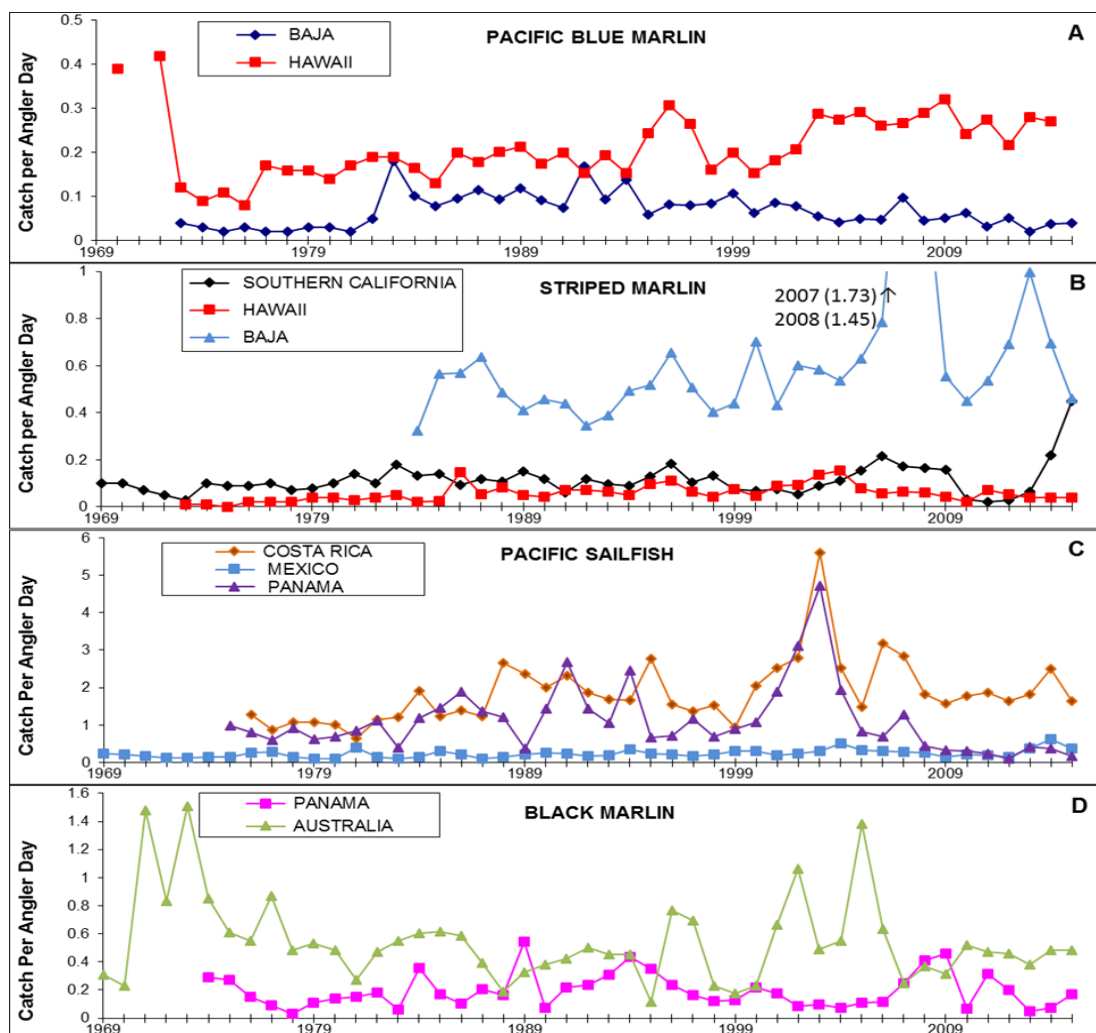 BAJA
HAWAII
PACIFIC BLUE MARLIN
A
Catch per Angler Day
0.5
0.4
0.3
0.2
0.1
0
1969 1979 1989 1999 2009
SOUTHERN CALIFORNIA
HAWAII
BAJA
STRIPED MARLIN
B
2007 (1.73) ↑
2008 (1.45)
Catch per Angler Day
1
0.8
0.6
0.4
0.2
0
1969 1979 1989 1999 2009
COSTA RICA
MEXICO
PANAMA
PACIFIC SAILFISH
C
Catch Per Angler Day
6
5
4
3
2
1
0
1969 1979 1989 1999 2009
PANAMA
AUSTRALIA
BLACK MARLIN
D
Catch Per Angler Day
1.6
1.4
1.2
1
0.8
0.6
0.4
0.2
0
1969 1979 1989 1999 2009